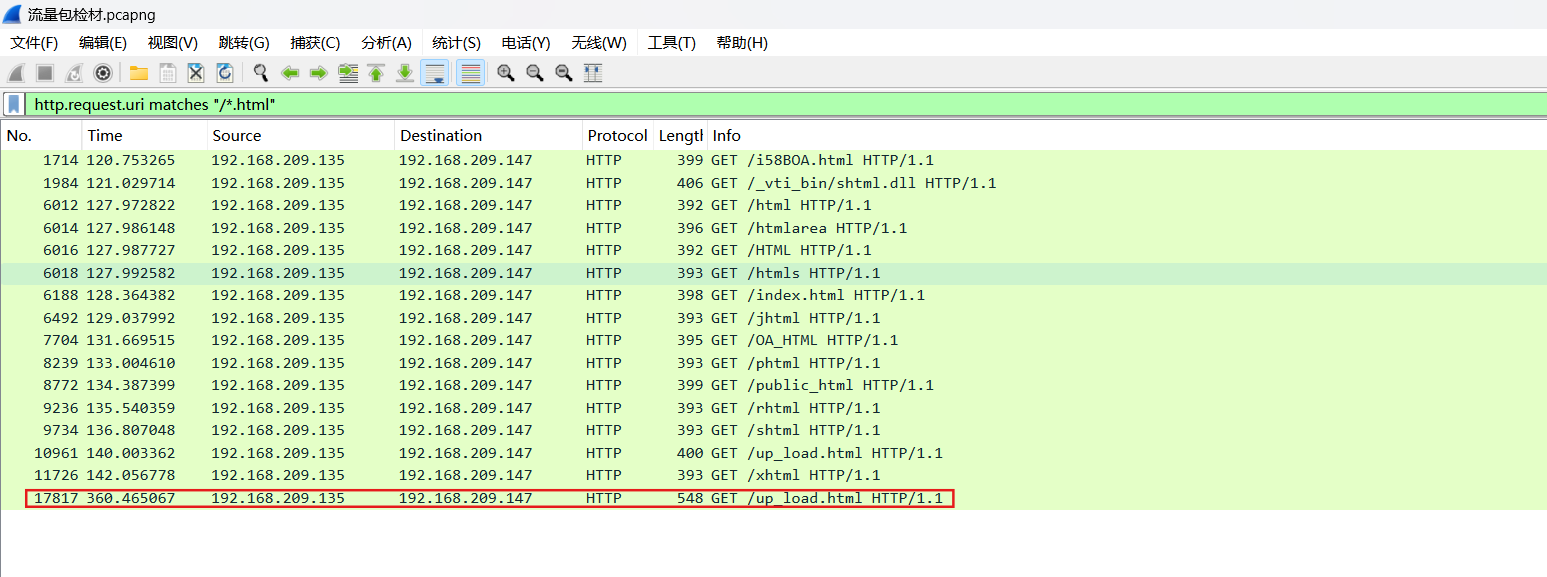 流量包检材.pcapng
文件(F) 编辑(E) 视图(V) 跳转(G) 捕获(C) 分析(A) 统计(S) 电话(Y) 无线(W) 工具(T) 帮助(H)
http.request.uri matches "/*.html"
No. Time Source Destination Protocol Length Info
1714 120.753265 192.168.209.135 192.168.209.147 HTTP 399 GET /i58BOA.html HTTP/1.1
1984 121.029714 192.168.209.135 192.168.209.147 HTTP 406 GET /_vti_bin/shtml.dll HTTP/1.1
6012 127.972822 192.168.209.135 192.168.209.147 HTTP 392 GET /html HTTP/1.1
6014 127.986148 192.168.209.135 192.168.209.147 HTTP 396 GET /htmlarea HTTP/1.1
6016 127.987727 192.168.209.135 192.168.209.147 HTTP 392 GET /HTML HTTP/1.1
6018 127.992582 192.168.209.135 192.168.209.147 HTTP 393 GET /htmls HTTP/1.1
6188 128.364382 192.168.209.135 192.168.209.147 HTTP 398 GET /index.html HTTP/1.1
6492 129.037992 192.168.209.135 192.168.209.147 HTTP 393 GET /jhtml HTTP/1.1
7704 131.669515 192.168.209.135 192.168.209.147 HTTP 395 GET /OA_HTML HTTP/1.1
8239 133.004610 192.168.209.135 192.168.209.147 HTTP 393 GET /phtml HTTP/1.1
8772 134.387399 192.168.209.135 192.168.209.147 HTTP 399 GET /public_html HTTP/1.1
9236 135.540359 192.168.209.135 192.168.209.147 HTTP 393 GET /rhtml HTTP/1.1
9734 136.807048 192.168.209.135 192.168.209.147 HTTP 393 GET /shtml HTTP/1.1
10961 140.003362 192.168.209.135 192.168.209.147 HTTP 400 GET /up_load.html HTTP/1.1
11726 142.056778 192.168.209.135 192.168.209.147 HTTP 393 GET /xhtml HTTP/1.1
17817 360.465067 192.168.209.135 192.168.209.147 HTTP 548 GET /up_load.html HTTP/1.1